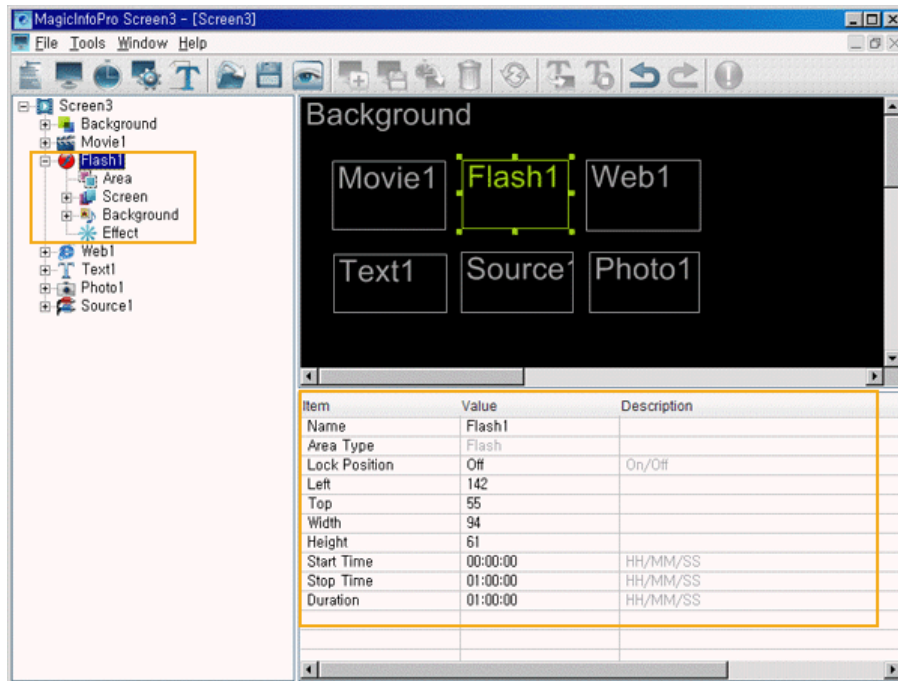 MagicInfoPro Screen3 - [Screen3]
File Tools Window Help
Screen3
Background
Movie1
Flash1
Area
Screen
Background
Effect
Web1
Text1
Photo1
Source1
Background
Movie1 Flash1 Web1
Text1 Source1 Photo1
Item Value Description
Name Flash1
Area Type Flash
Lock Position Off On/Off
Left 142
Top 55
Width 94
Height 61
Start Time 00:00:00 HH/MM/SS
Stop Time 01:00:00 HH/MM/SS
Duration 01:00:00 HH/MM/SS